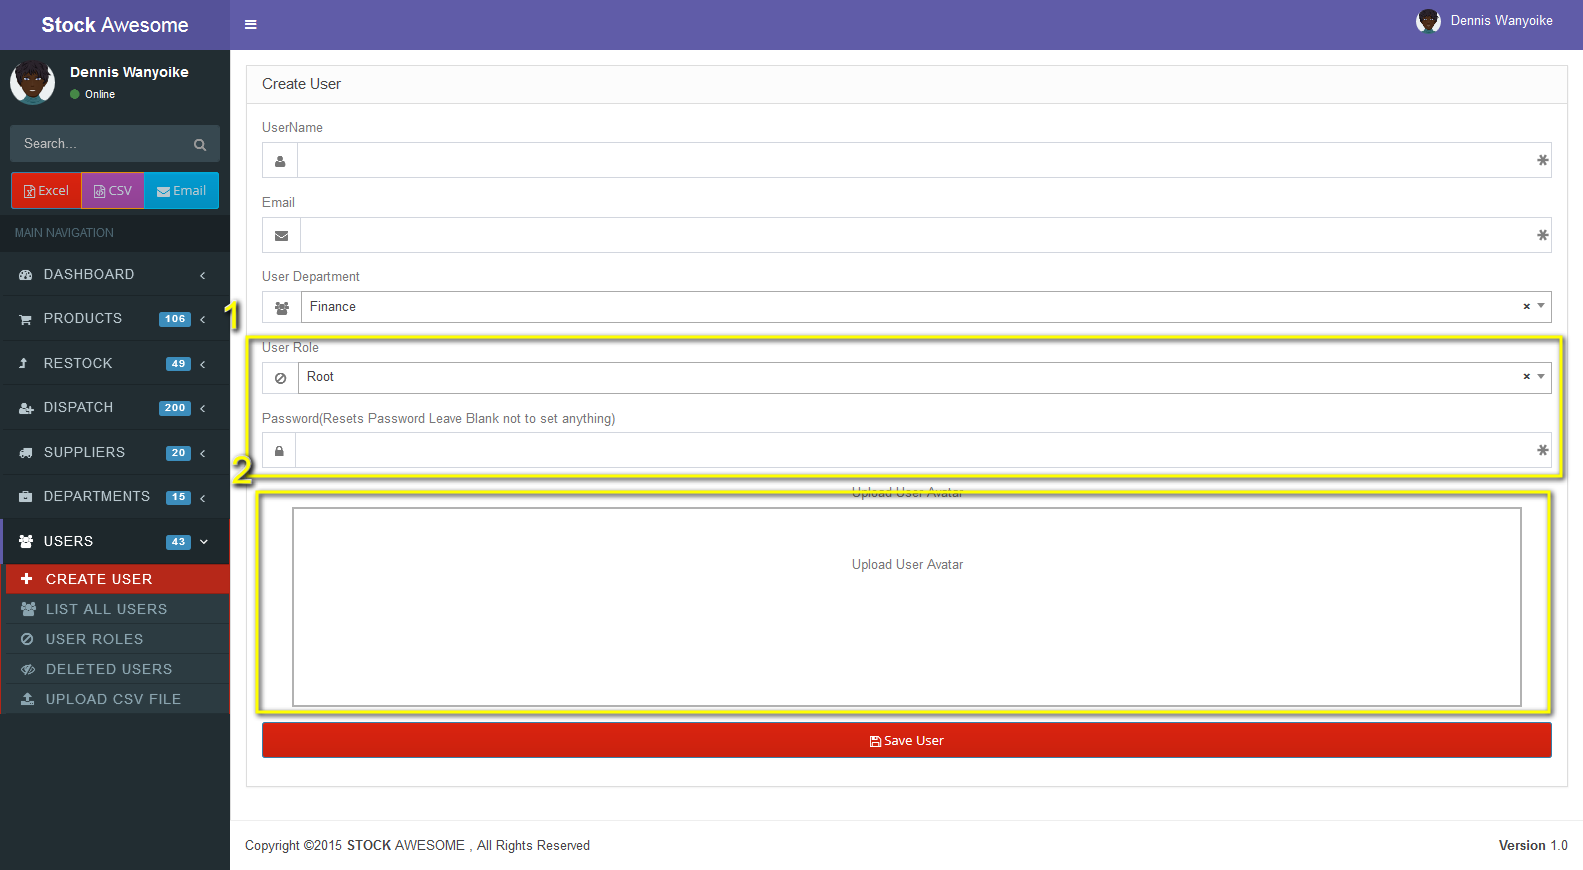 Stock Awesome
Dennis Wanyoike
Dennis Wanyoike
Online
Search...
Excel CSV Email
MAIN NAVIGATION
DASHBOARD
PRODUCTS 106
RESTOCK 49
DISPATCH 200
SUPPLIERS 20
DEPARTMENTS 15
USERS 43
CREATE USER
LIST ALL USERS
USER ROLES
DELETED USERS
UPLOAD CSV FILE
Create User
UserName
Email
User Department
Finance
1
User Role
Root
Password(Resets Password Leave Blank not to set anything)
2
Upload User Avatar
Upload User Avatar
Save User
Copyright ©2015 STOCK AWESOME , All Rights Reserved
Version 1.0